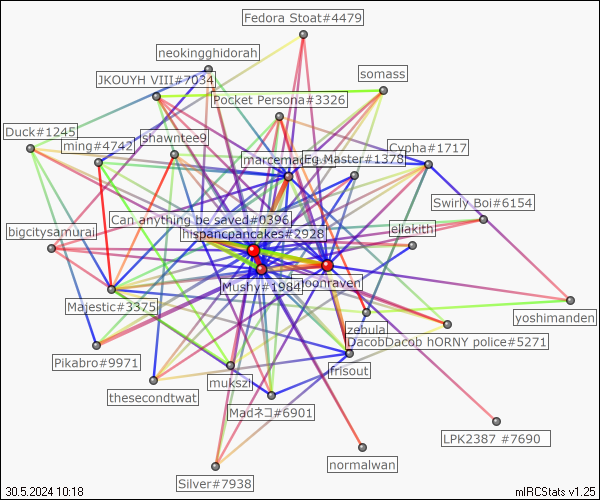 Fedora Stoat#4479
neokingghidorah
JKOUYH VIII#7034
somass
Pocket Persona#3326
Duck#1245
shawntee9
ming#4742
Cypha#1717
Eg.Master#1378
Swirly Boi#6154
Can anything be saved#0396
bigcitysamurai
hispancpancakes#2928
eliakith
Mushy#1984
Majestic#3375
yoshimanden
zebula
DacobDacob hORNY police#5271
Pikabro#9971
frisout
mukszi
thesecondtwat
Madネコ#6901
LPK2387 #7690
normalwan
Silver#7938
30.5.2024 10:18
mIRCStats v1.25